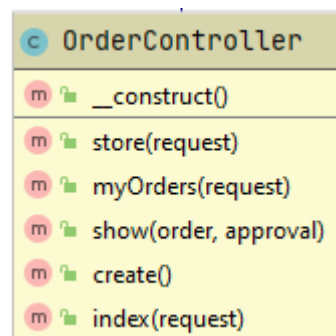 c OrderController
m __construct()
m store(request)
m myOrders(request)
m show(order, approval)
m create()
m index(request)